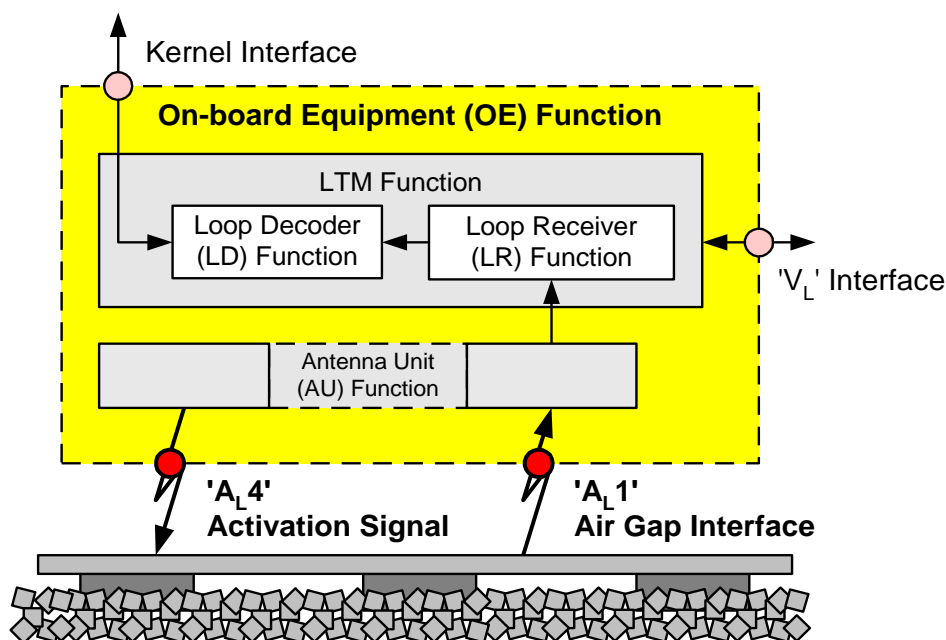 Kernel Interface
On-board Equipment (OE) Function
LTM Function
Loop Decoder
(LD) Function
Loop Receiver
(LR) Function
'VL' Interface
Antenna Unit
(AU) Function
'AL4'
Activation Signal
'AL1'
Air Gap Interface